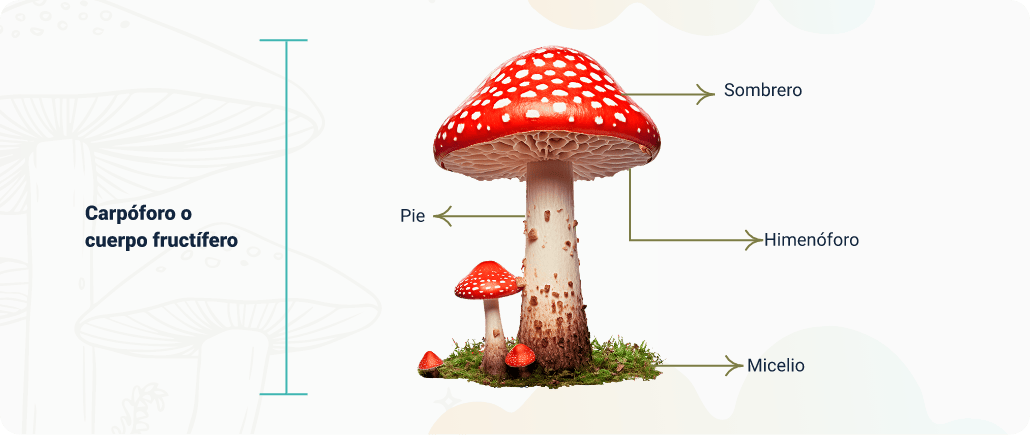 Sombrero
Carpóforo o
cuerpo fructífero
Pie
Himenóforo
Micelio